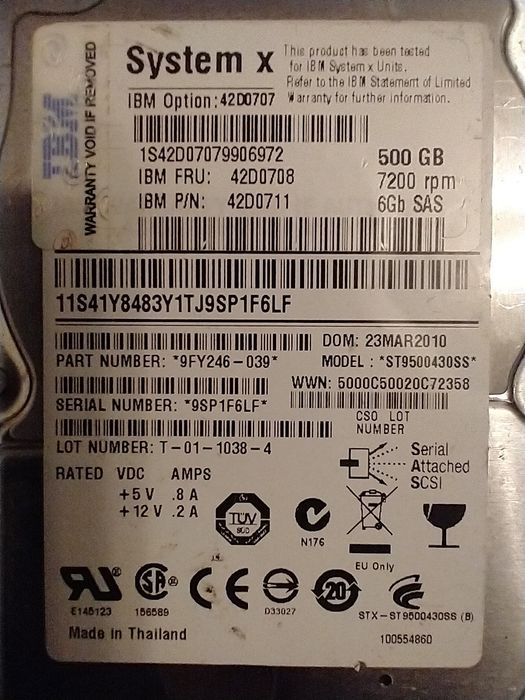 System x
This product has been tested
for IBM System x Units.
Refer to the IBM Statement of Limited
Warranty for further information.
IBM Option: 42D0707
IBM
WARRANTY VOID IF REMOVED
1S42D07079906972
500 GB
IBM FRU: 42D0708
7200 rpm
IBM P/N: 42D0711
6Gb SAS
11S41Y8483Y1TJ9SP1F6LF
DOM: 23MAR2010
PART NUMBER: *9FY246-039*
MODEL: *ST9500430SS*
WWN: 5000C50020C72358
SERIAL NUMBER: *9SP1F6LF*
CSO LOT
NUMBER
LOT NUMBER: T-01-1038-4
Serial
Attached
SCSI
RATED VDC AMPS
+5 V .8 A
+12 V .2 A
TÜV
SÜD
N176
EU Only
E145123
156589
D33027
20
STX-ST9500430SS (B)
Made in Thailand
100554860